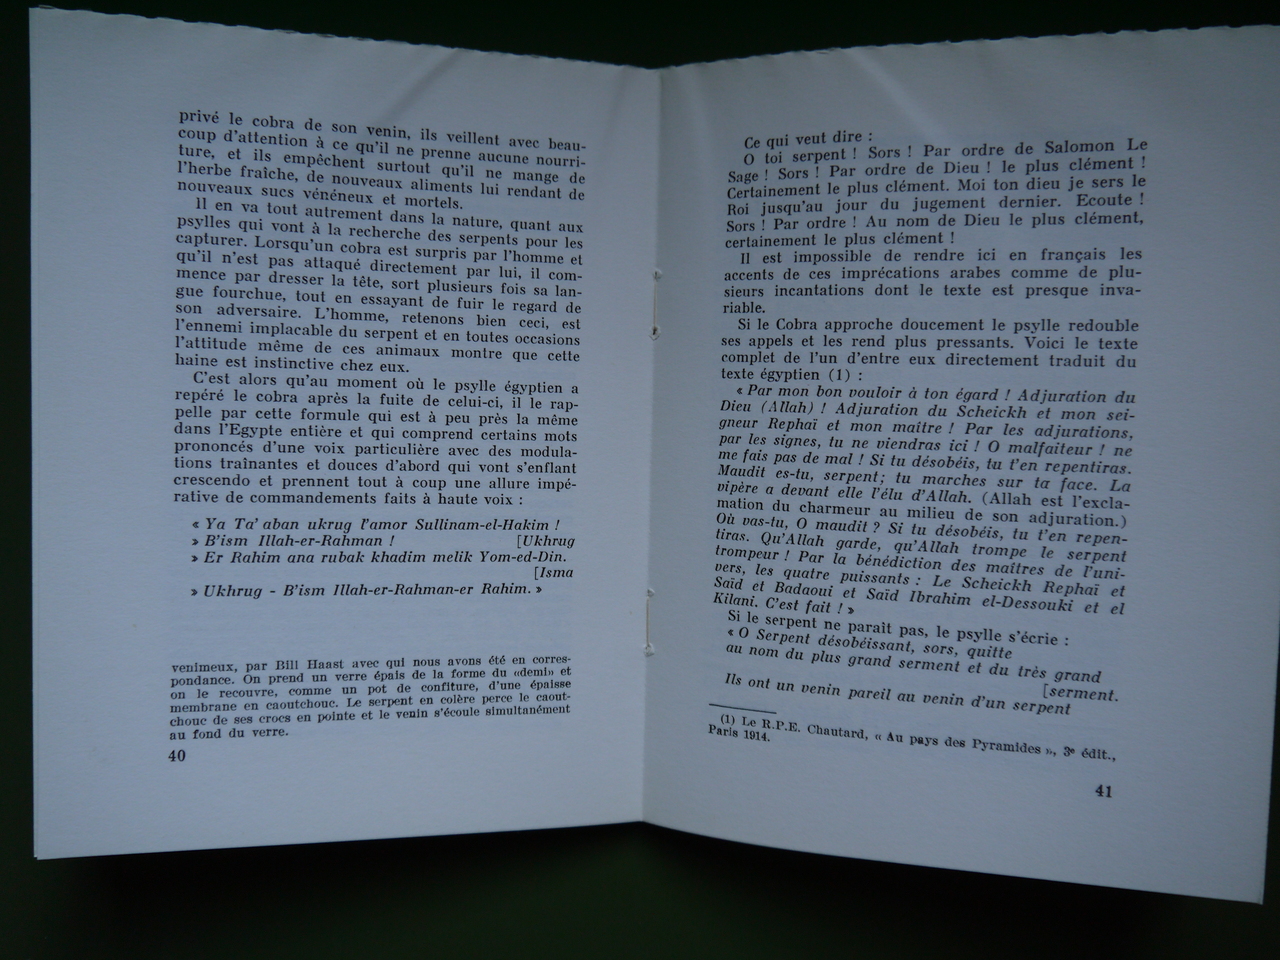 privé le cobra de son venin, ils veillent avec beau-
coup d'attention à ce qu'il ne prenne aucune nourri-
ture, et ils empêchent surtout qu'il ne mange de
l'herbe fraîche, de nouveaux aliments lui rendant de
nouveaux sucs vénéneux et mortels.
Il en va tout autrement dans la nature, quant aux
psylles qui vont à la recherche des serpents pour les
capturer. Lorsqu'un cobra est surpris par l'homme et
qu'il n'est pas attaqué directement par lui, il com-
mence par dresser la tête, sort plusieurs fois sa lan-
gue fourchue, tout en essayant de fuir le regard de
son adversaire. L'homme, retenons bien ceci, est
l'ennemi implacable du serpent et en toutes occasions
l'attitude même de ces animaux montre que cette
haine est instinctive chez eux.
C'est alors qu'au moment où le psylle égyptien a
repéré le cobra après la fuite de celui-ci, il le rap-
pelle par cette formule qui est à peu près la même
dans l'Egypte entière et qui comprend certains mots
prononcés d'une voix particulière avec des modula-
tions traînantes et douces d'abord qui vont s'enflant
crescendo et prennent tout à coup une allure impé-
rative de commandements faits à haute voix :
« Ya Ta' aban ukrug l'amor Sullinam-el-Hakim !
» B'ism Illah-er-Rahman ! [Ukhrug
» Er Rahim ana rubak khadim melik Yom-ed-Din.
[Isma
» Ukhrug - B'ism Illah-er-Rahman-er Rahim. »
venimeux, par Bill Haast avec qui nous avons été en corres-
pondance. On prend un verre épais de la forme du «demi» et
on le recouvre, comme un pot de confiture, d'une épaisse
membrane en caoutchouc. Le serpent en colère perce le caout-
chouc de ses crocs en pointe et le venin s'écoule simultanément
au fond du verre.
40
Ce qui veut dire :
O toi serpent ! Sors ! Par ordre de Salomon Le
Sage ! Sors ! Par ordre de Dieu ! le plus clément !
Certainement le plus clément. Moi ton dieu je sers le
Roi jusqu'au jour du jugement dernier. Ecoute !
Sors ! Par ordre ! Au nom de Dieu le plus clément,
certainement le plus clément !
Il est impossible de rendre ici en français les
accents de ces imprécations arabes comme de plu-
sieurs incantations dont le texte est presque inva-
riable.
Si le Cobra approche doucement le psylle redouble
ses appels et les rend plus pressants. Voici le texte
complet de l'un d'entre eux directement traduit du
texte égyptien (1) :
« Par mon bon vouloir à ton égard ! Adjuration du
Dieu (Allah) ! Adjuration du Scheickh et mon sei-
gneur Rephaï et mon maître ! Par les adjurations,
par les signes, tu ne viendras ici ! O malfaiteur ! ne
me fais pas de mal ! Si tu désobéis, tu t'en repentiras.
Maudit es-tu, serpent; tu marches sur ta face. La
vipère a devant elle l'élu d'Allah. (Allah est l'excla-
mation du charmeur au milieu de son adjuration.)
Où vas-tu, O maudit ? Si tu désobéis, tu t'en repen-
tiras. Qu'Allah garde, qu'Allah trompe le serpent
trompeur ! Par la bénédiction des maîtres de l'uni-
vers, les quatre puissants : Le Scheickh Rephaï et
Saïd et Badaoui et Saïd Ibrahim el-Dessouki et el
Kilani. C'est fait ! »
Si le serpent ne paraît pas, le psylle s'écrie :
« O Serpent désobéissant, sors, quitte
au nom du plus grand serment et du très grand
[serment.
Ils ont un venin pareil au venin d'un serpent
(1) Le R.P.E. Chautard, « Au pays des Pyramides », 3e édit.,
Paris 1914.
41